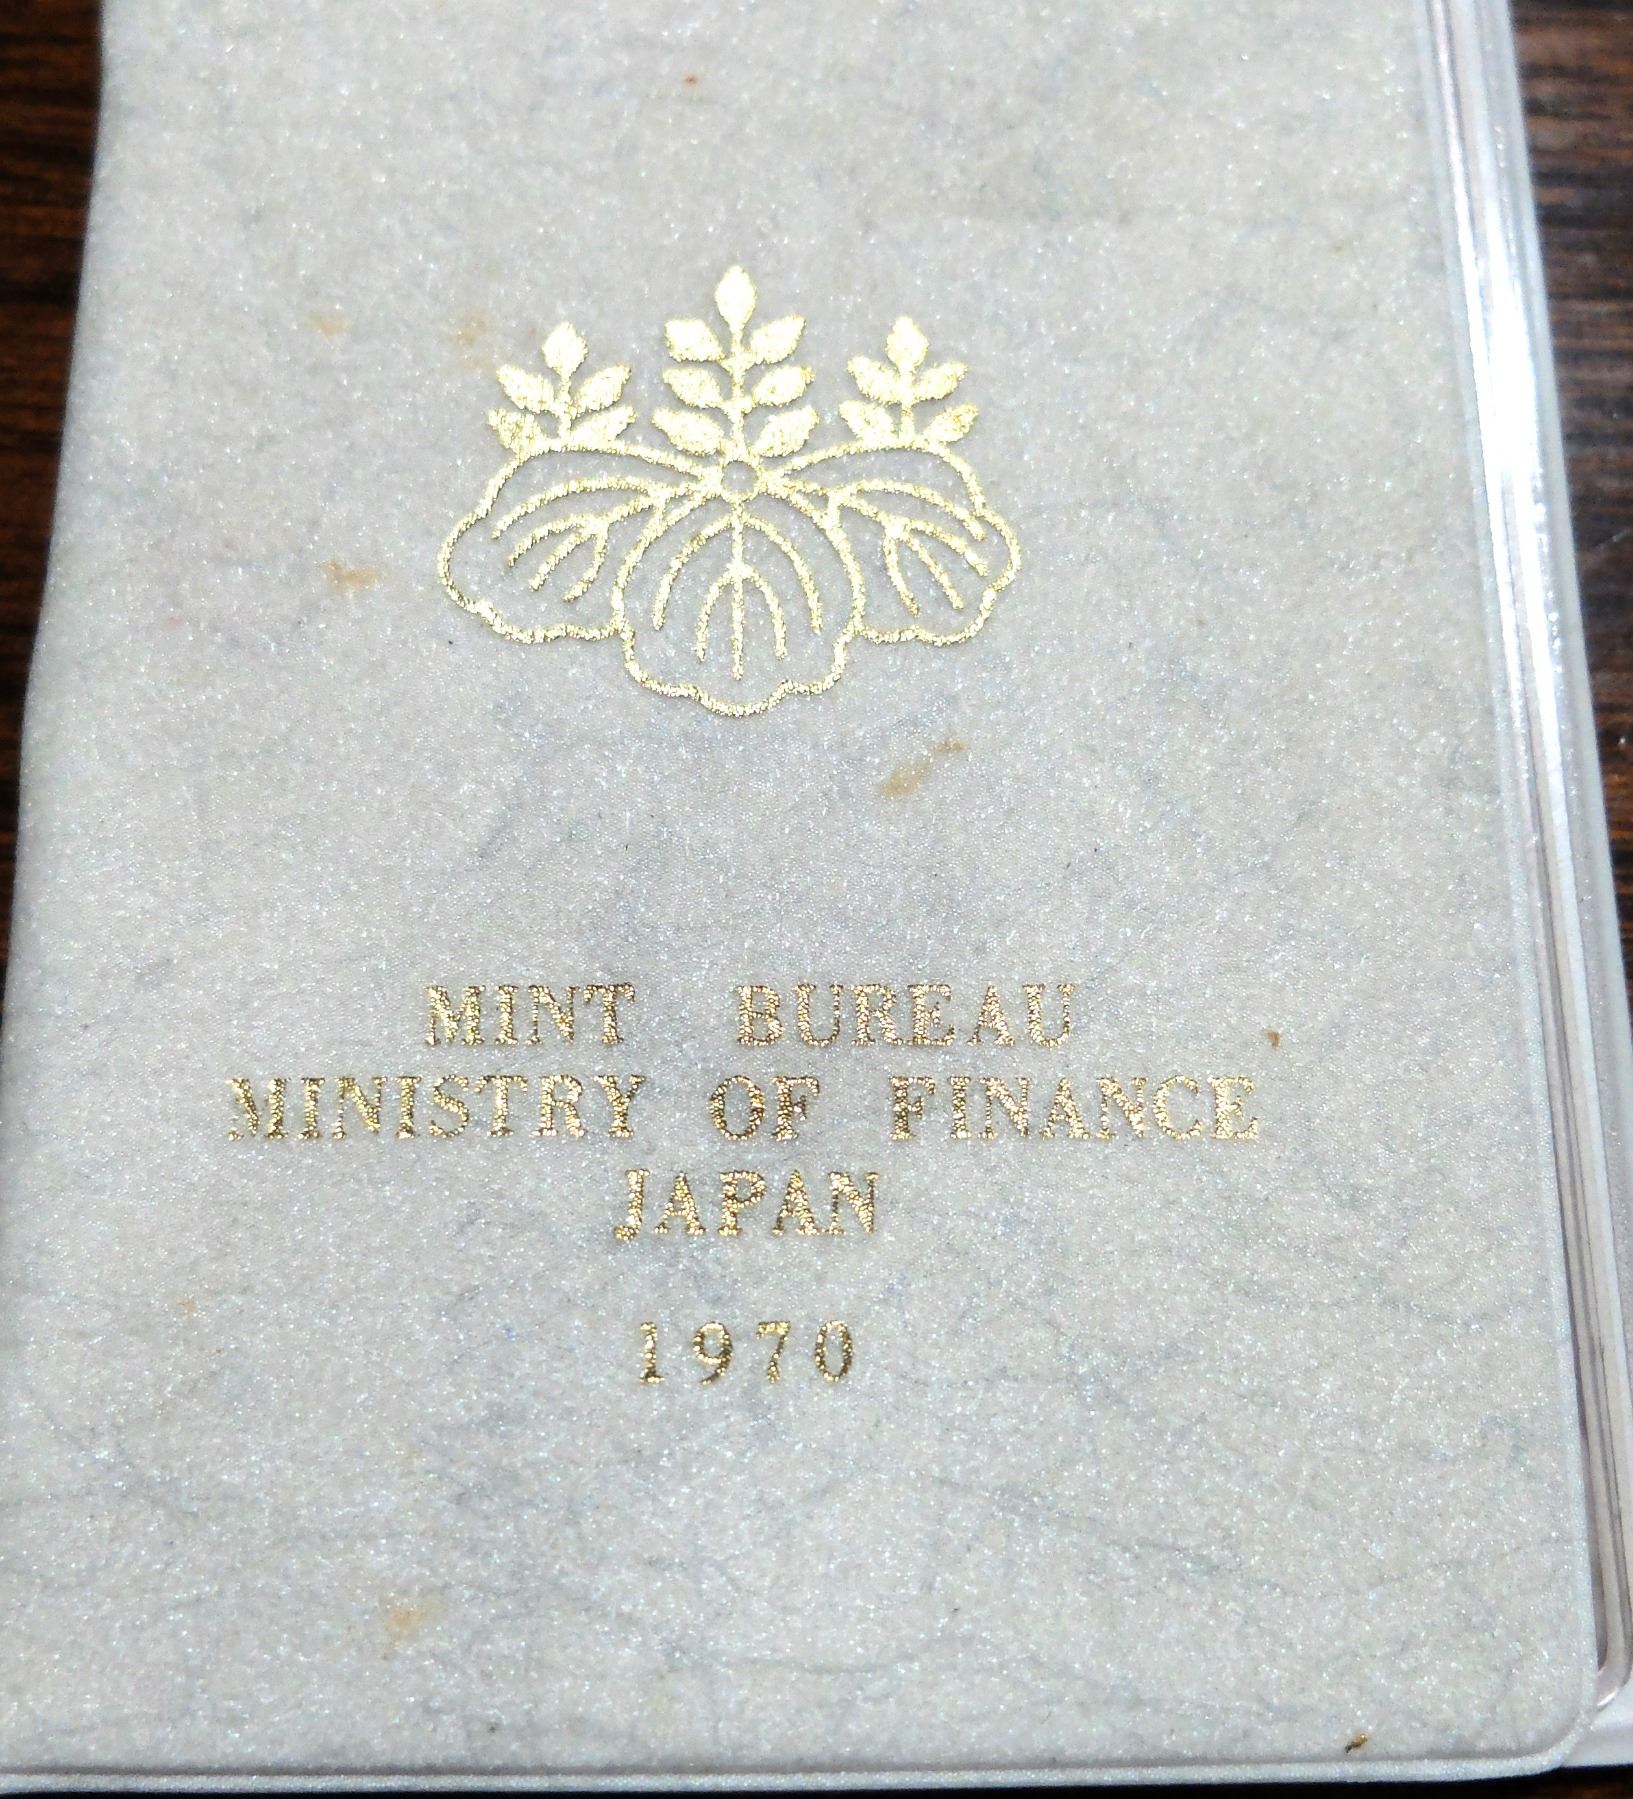 MINT BUREAU
MINISTRY OF FINANCE
JAPAN
1970